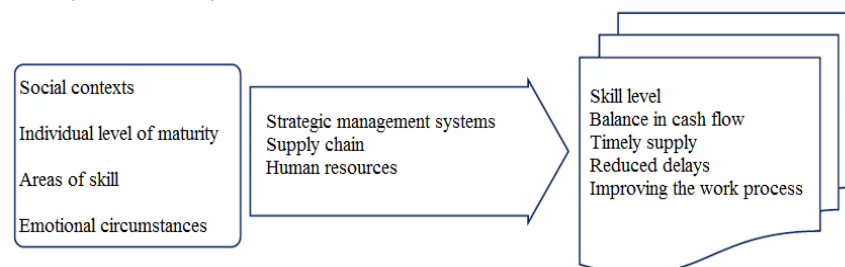 Social contexts
Individual level of maturity
Areas of skill
Emotional circumstances
Strategic management systems
Supply chain
Human resources
Skill level
Balance in cash flow
Timely supply
Reduced delays
Improving the work process